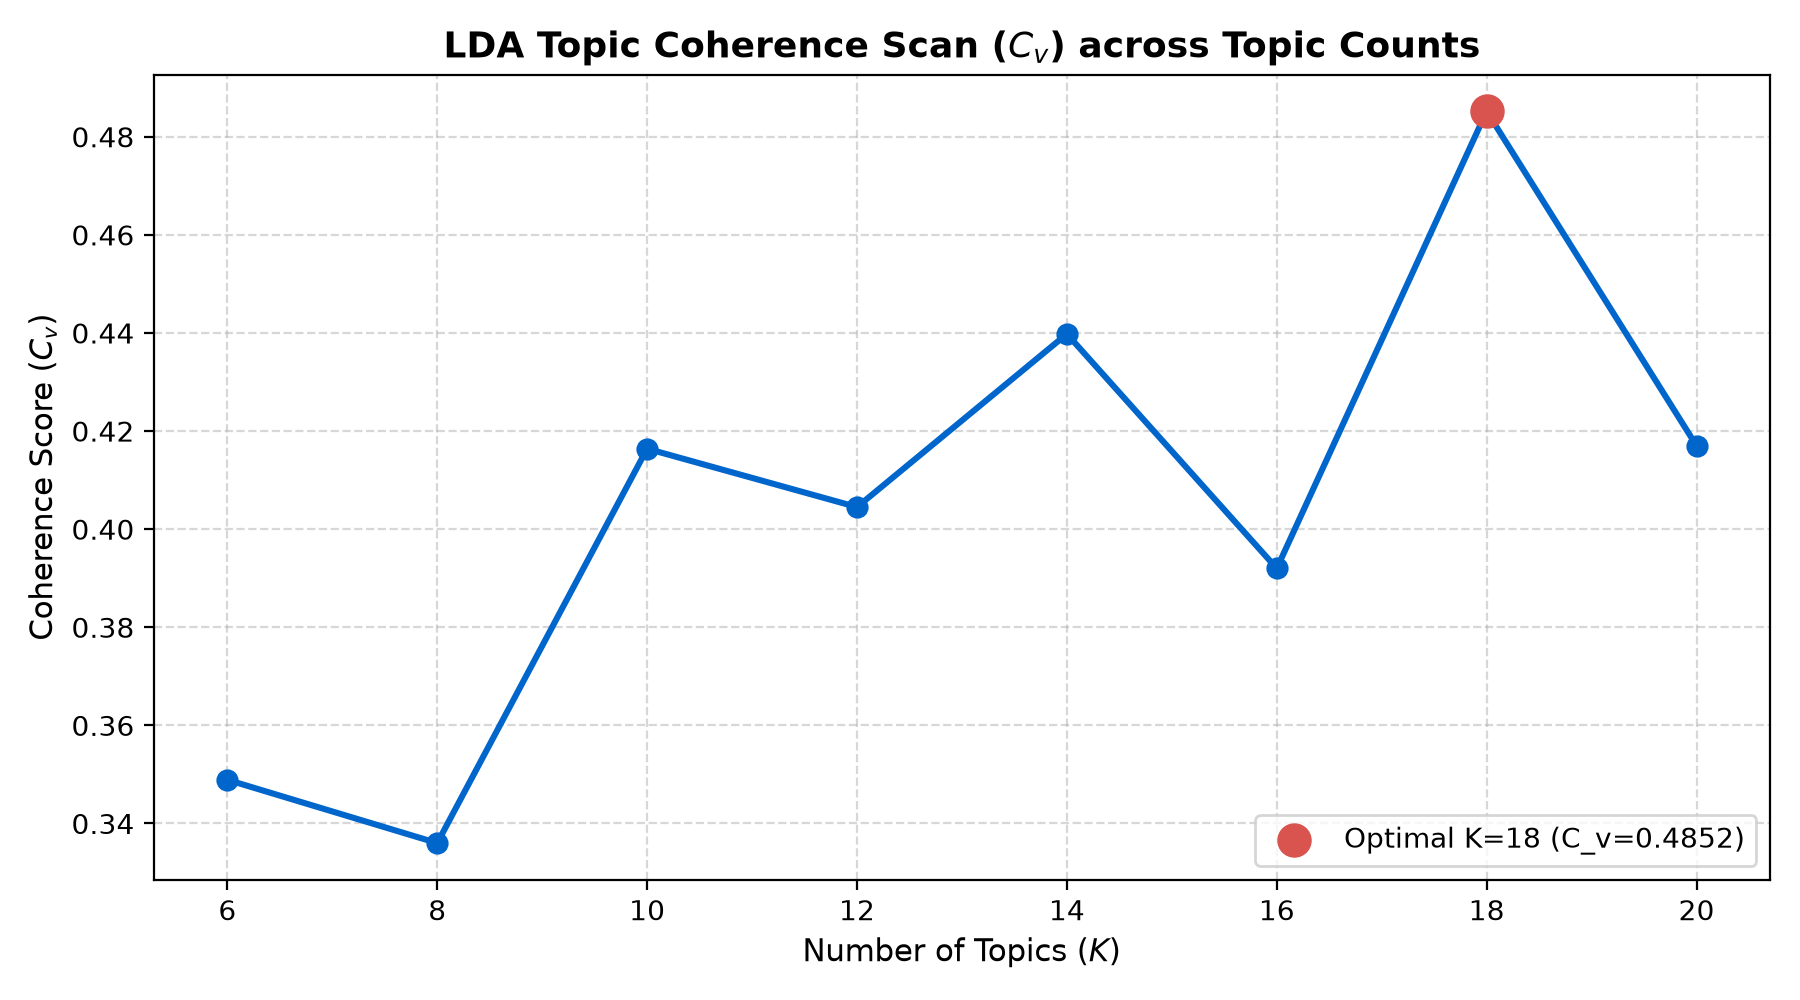 LDA Topic Coherence Scan (C_v) across Topic Counts
Coherence Score (C_v)
0.48
0.46
0.44
0.42
0.40
0.38
0.36
0.34
Optimal K=18 (C_v=0.4852)
6 8 10 12 14 16 18 20
Number of Topics (K)